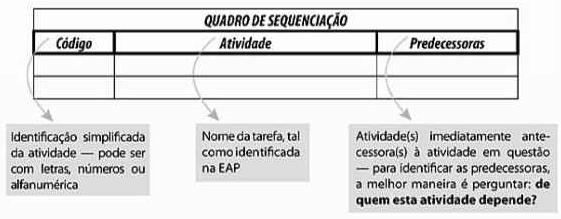 QUADRO DE SEQUENCIAÇÃO
Código Atividade Predecessoras
Identificação simplificada
da atividade — pode ser
com letras, números ou
alfanumérica
Nome da tarefa, tal
como identificada
na EAP
Atividade(s) imediatamente ante-
cessora(s) à atividade em questão
— para identificar as predecessoras,
a melhor maneira é perguntar: de
quem esta atividade depende?